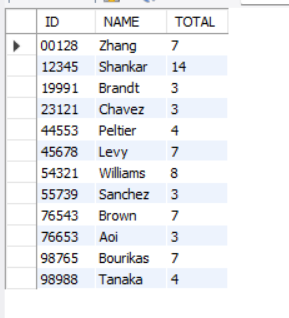 ID NAME TOTAL
00128 Zhang 7
12345 Shankar 14
19991 Brandt 3
23121 Chavez 3
44553 Peltier 4
45678 Levy 7
54321 Williams 8
55739 Sanchez 3
76543 Brown 7
76653 Aoi 3
98765 Bourikas 7
98988 Tanaka 4